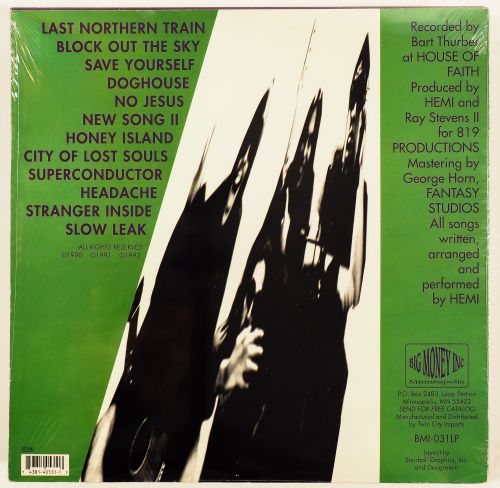 LAST NORTHERN TRAIN
BLOCK OUT THE SKY
SAVE YOURSELF
DOGHOUSE
NO JESUS
NEW SONG II
HONEY ISLAND
CITY OF LOST SOULS
SUPERCONDUCTOR
HEADACHE
STRANGER INSIDE
SLOW LEAK
ALL RIGHTS RESERVED
©1990 ©1991 ©1992
Recorded by
Bart Thurber
at HOUSE OF
FAITH
Produced by
HEMI and
Ray Stevens II
for 819
PRODUCTIONS
Mastering by
George Horn,
FANTASY
STUDIOS
All songs
written,
arranged
and
performed
by HEMI
BIG MONEY INC
Minneapolis
P.O. Box 2483, Loop Station
Minneapolis, MN 55402
SEND FOR FREE CATALOG
Manufactured and Distributed
by Twin City Imports
BMI-031LP
Layout by
Bearball Graphics, Inc.
and Designstein